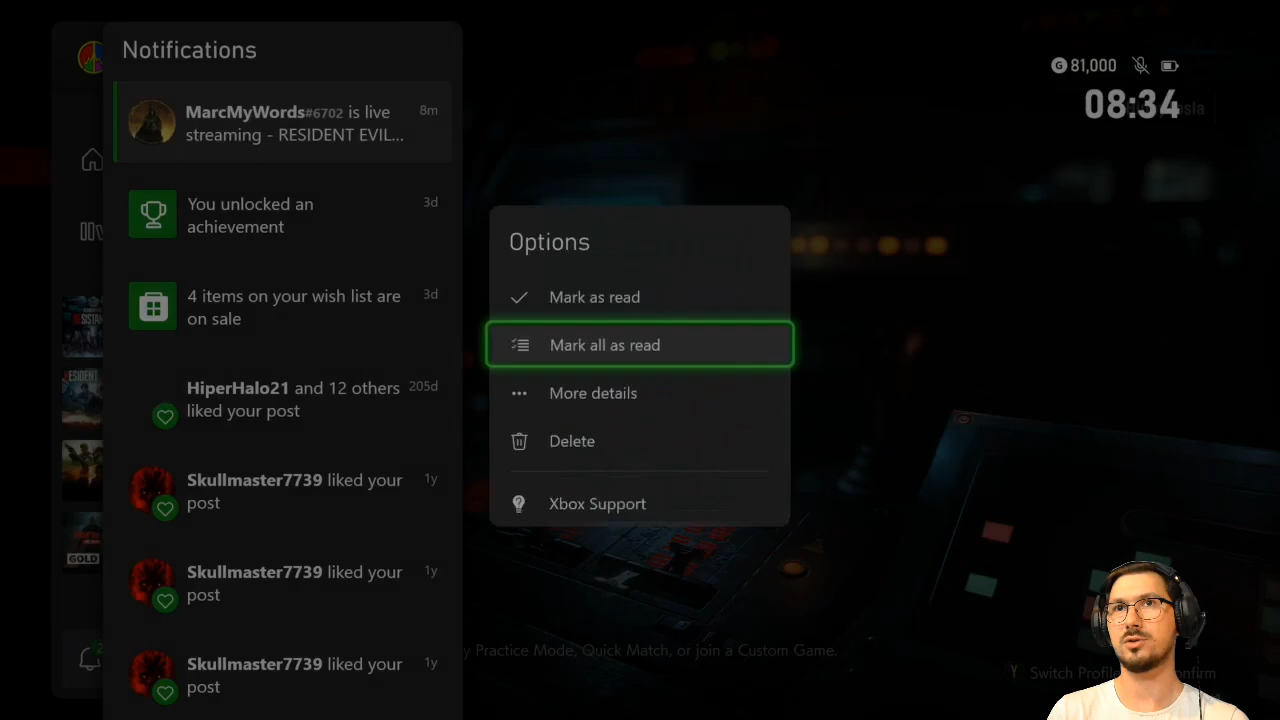 Notifications
MarcMyWords#6702 is live
streaming - RESIDENT EVIL...
8m
You unlocked an
achievement
3d
4 items on your wish list are
on sale
3d
HiperHalo21 and 12 others
liked your post
205d
Skullmaster7739 liked your
post
1y
Skullmaster7739 liked your
post
1y
Skullmaster7739 liked your
post
1y
Options
Mark as read
Mark all as read
More details
Delete
Xbox Support
G 81,000
08:34
RESIDENT
GOLD
Practice Mode, Quick Match, or join a Custom Game.
Y Switch Profile